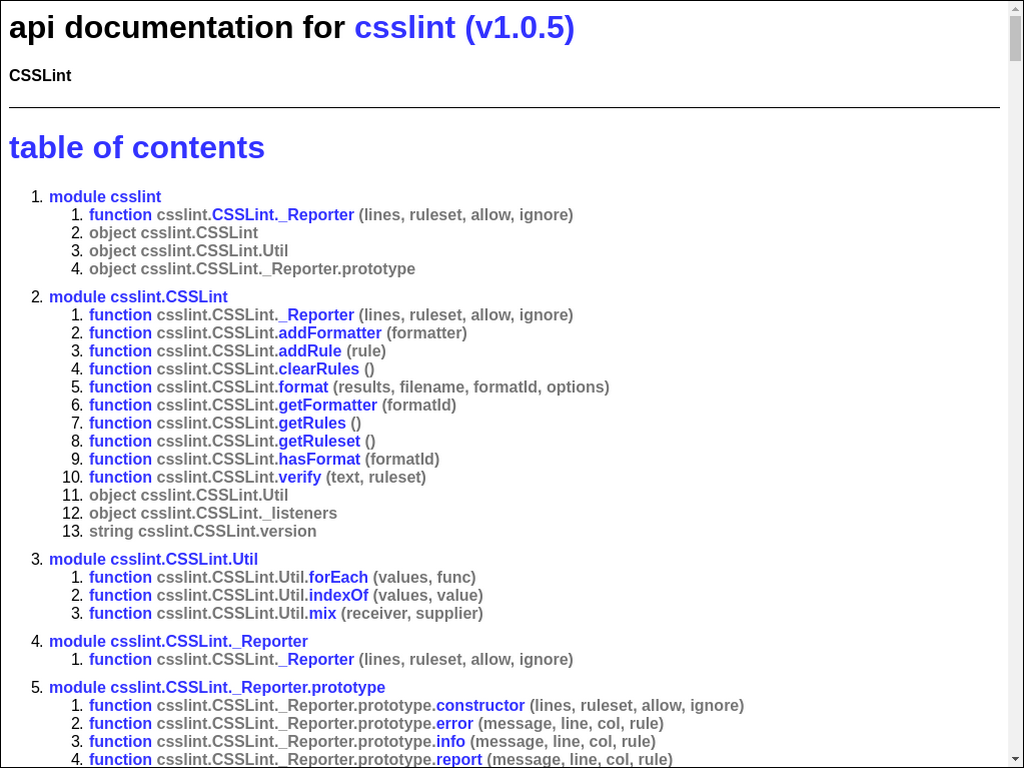 api documentation for csslint (v1.0.5)
CSSLint
table of contents
1. module csslint
1. function csslint.CSSLint._Reporter (lines, ruleset, allow, ignore)
2. object csslint.CSSLint
3. object csslint.CSSLint.Util
4. object csslint.CSSLint._Reporter.prototype
2. module csslint.CSSLint
1. function csslint.CSSLint._Reporter (lines, ruleset, allow, ignore)
2. function csslint.CSSLint.addFormatter (formatter)
3. function csslint.CSSLint.addRule (rule)
4. function csslint.CSSLint.clearRules ()
5. function csslint.CSSLint.format (results, filename, formatId, options)
6. function csslint.CSSLint.getFormatter (formatId)
7. function csslint.CSSLint.getRules ()
8. function csslint.CSSLint.getRuleset ()
9. function csslint.CSSLint.hasFormat (formatId)
10. function csslint.CSSLint.verify (text, ruleset)
11. object csslint.CSSLint.Util
12. object csslint.CSSLint._listeners
13. string csslint.CSSLint.version
3. module csslint.CSSLint.Util
1. function csslint.CSSLint.Util.forEach (values, func)
2. function csslint.CSSLint.Util.indexOf (values, value)
3. function csslint.CSSLint.Util.mix (receiver, supplier)
4. module csslint.CSSLint._Reporter
1. function csslint.CSSLint._Reporter (lines, ruleset, allow, ignore)
5. module csslint.CSSLint._Reporter.prototype
1. function csslint.CSSLint._Reporter.prototype.constructor (lines, ruleset, allow, ignore)
2. function csslint.CSSLint._Reporter.prototype.error (message, line, col, rule)
3. function csslint.CSSLint._Reporter.prototype.info (message, line, col, rule)
4. function csslint.CSSLint._Reporter.prototype.report (message, line, col, rule)